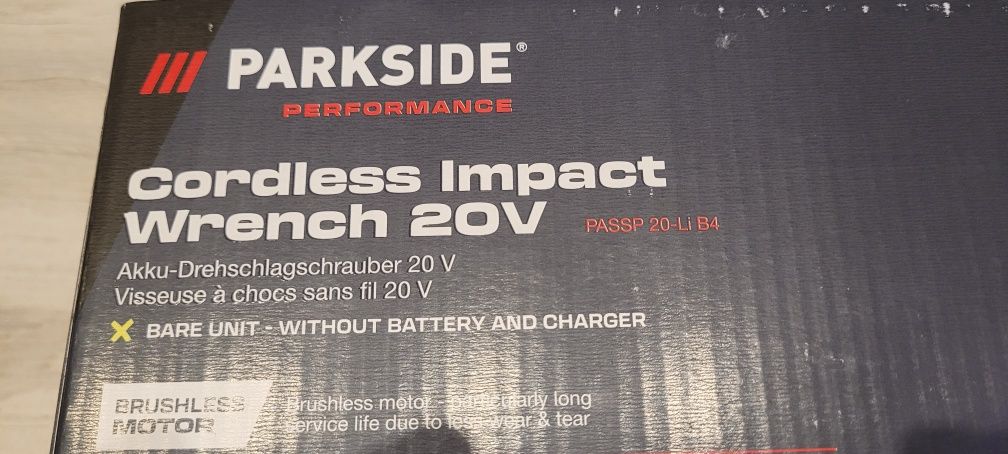 PARKSIDE®
PERFORMANCE
Cordless Impact
Wrench 20V PASSP 20-Li B4
Akku-Drehschlagschrauber 20 V
Visseuse à chocs sans fil 20 V
BARE UNIT - WITHOUT BATTERY AND CHARGER
BRUSHLESS
MOTOR
Brushless motor - particularly long
service life due to less wear & tear